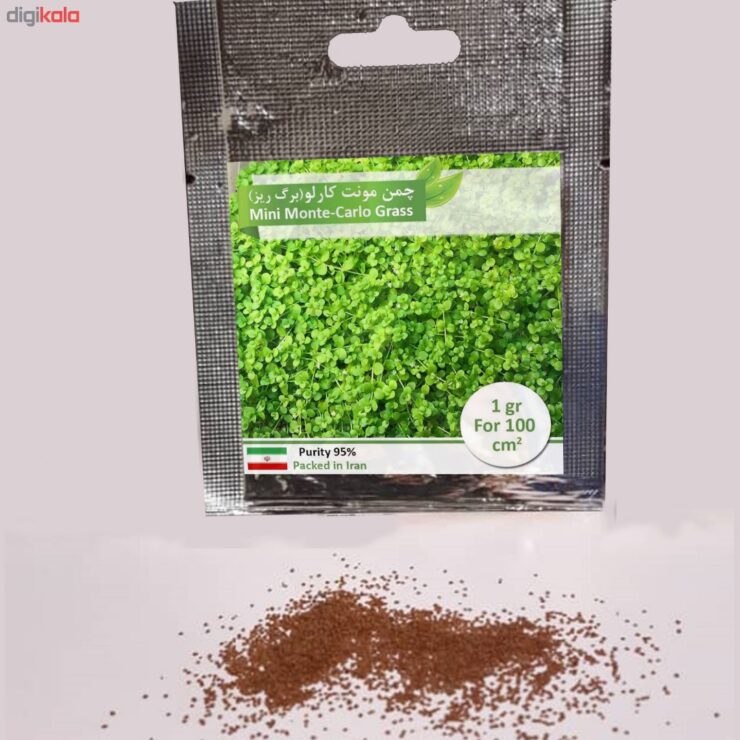 digikala
چمن مونت کارلو(برگ ریز)
Mini Monte-Carlo Grass
1 gr
For 100
cm²
Purity 95%
Packed in Iran